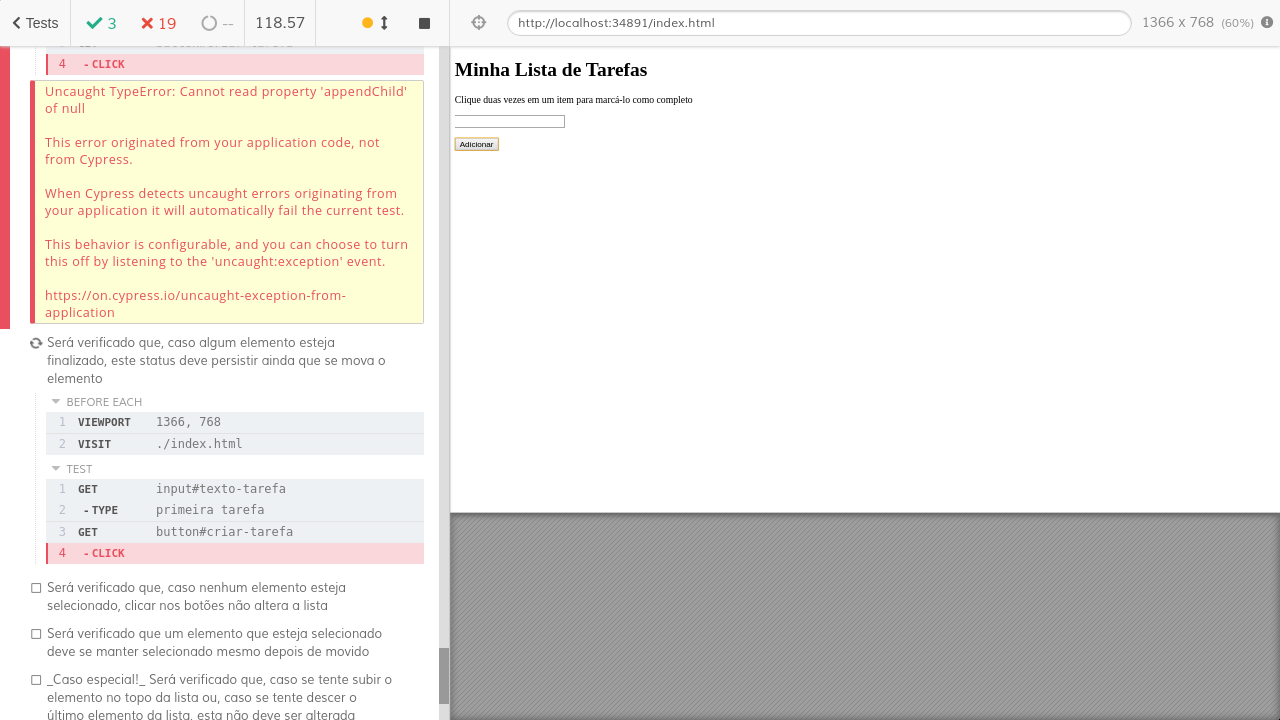 Tests
3
19
--
118.57
http://localhost:34891/index.html
1366 x 768 (60%)
4 - CLICK
Uncaught TypeError: Cannot read property 'appendChild'
of null
This error originated from your application code, not
from Cypress.
When Cypress detects uncaught errors originating from
your application it will automatically fail the current test.
This behavior is configurable, and you can choose to turn
this off by listening to the 'uncaught:exception' event.
https://on.cypress.io/uncaught-exception-from-
application
Será verificado que, caso algum elemento esteja
finalizado, este status deve persistir ainda que se mova o
elemento
BEFORE EACH
1 VIEWPORT 1366, 768
2 VISIT ./index.html
TEST
1 GET input#texto-tarefa
2 - TYPE primeira tarefa
3 GET button#criar-tarefa
4 - CLICK
Será verificado que, caso nenhum elemento esteja
selecionado, clicar nos botões não altera a lista
Será verificado que um elemento que esteja selecionado
deve se manter selecionado mesmo depois de movido
_Caso especial!_ Será verificado que, caso se tente subir o
elemento no topo da lista ou, caso se tente descer o
último elemento da lista, esta não deve ser alterada
Minha Lista de Tarefas
Clique duas vezes em um item para marcá-lo como completo
Adicionar